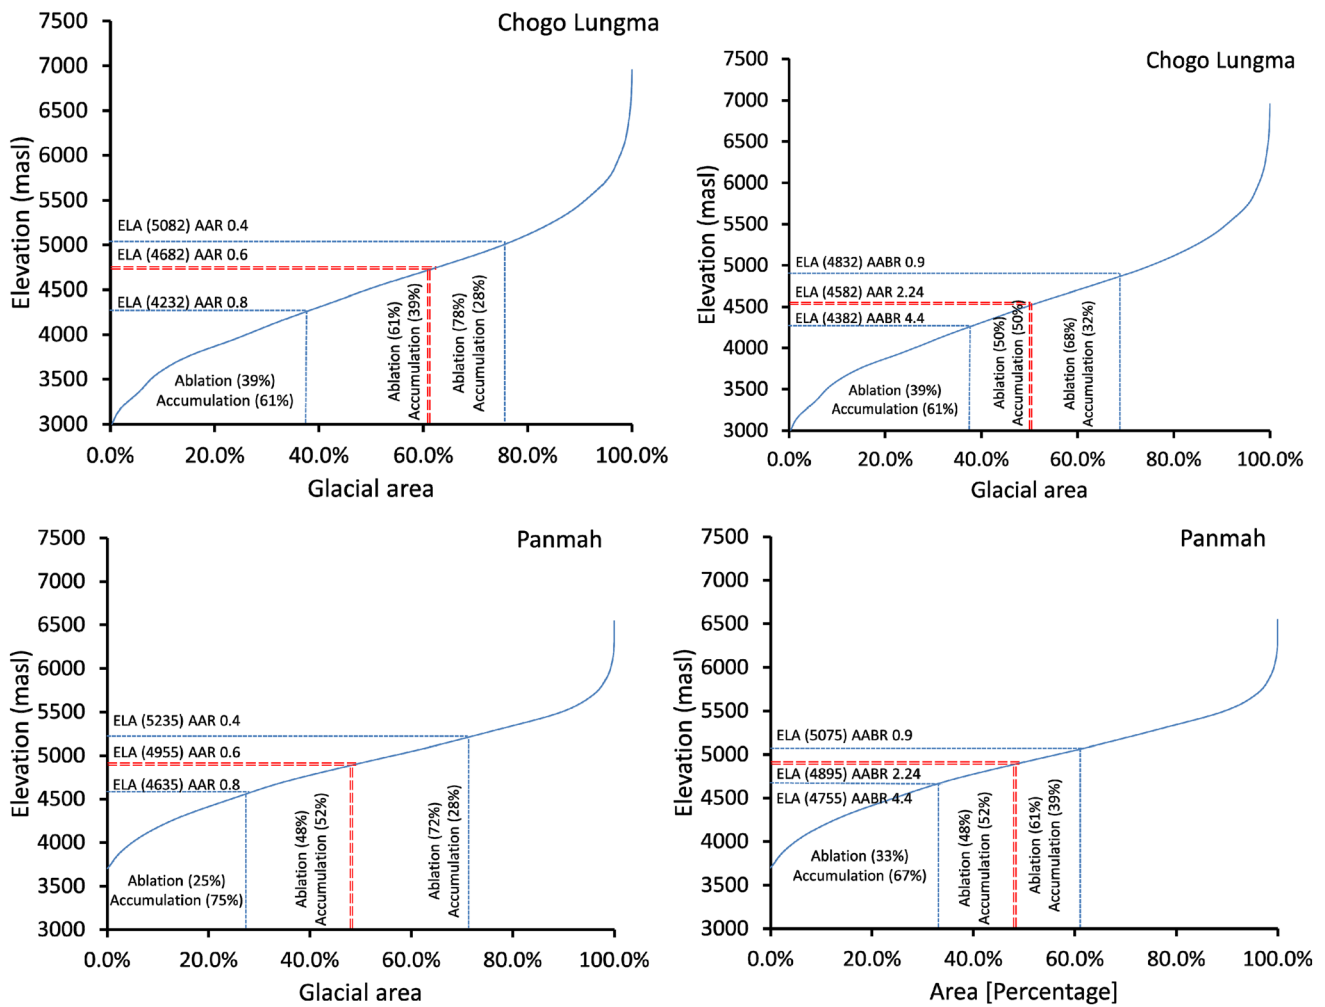 Chogo Lungma
Elevation (masl)
7500
7000
6500
6000
5500
5000
4500
4000
3500
3000
ELA (5082) AAR 0.4
ELA (4682) AAR 0.6
ELA (4232) AAR 0.8
Ablation (39%)
Accumulation (61%)
Ablation (61%)
Accumulation (39%)
Ablation (78%)
Accumulation (28%)
0.0%
20.0%
40.0%
60.0%
80.0%
100.0%
Glacial area
Chogo Lungma
Elevation (masl)
7500
7000
6500
6000
5500
5000
4500
4000
3500
3000
ELA (4832) AABR 0.9
ELA (4582) AAR 2.24
ELA (4382) AABR 4.4
Ablation (39%)
Accumulation (61%)
Ablation (50%)
Accumulation (50%)
Ablation (68%)
Accumulation (32%)
0.0%
20.0%
40.0%
60.0%
80.0%
100.0%
Glacial area
Panmah
Elevation (masl)
7500
7000
6500
6000
5500
5000
4500
4000
3500
3000
ELA (5235) AAR 0.4
ELA (4955) AAR 0.6
ELA (4635) AAR 0.8
Ablation (25%)
Accumulation (75%)
Ablation (48%)
Accumulation (52%)
Ablation (72%)
Accumulation (28%)
0.0%
20.0%
40.0%
60.0%
80.0%
100.0%
Glacial area
Panmah
Elevation (masl)
7500
7000
6500
6000
5500
5000
4500
4000
3500
3000
ELA (5075) AABR 0.9
ELA (4895) AABR 2.24
ELA (4755) AABR 4.4
Ablation (33%)
Accumulation (67%)
Ablation (48%)
Accumulation (52%)
Ablation (61%)
Accumulation (39%)
0.0%
20.0%
40.0%
60.0%
80.0%
100.0%
Area [Percentage]